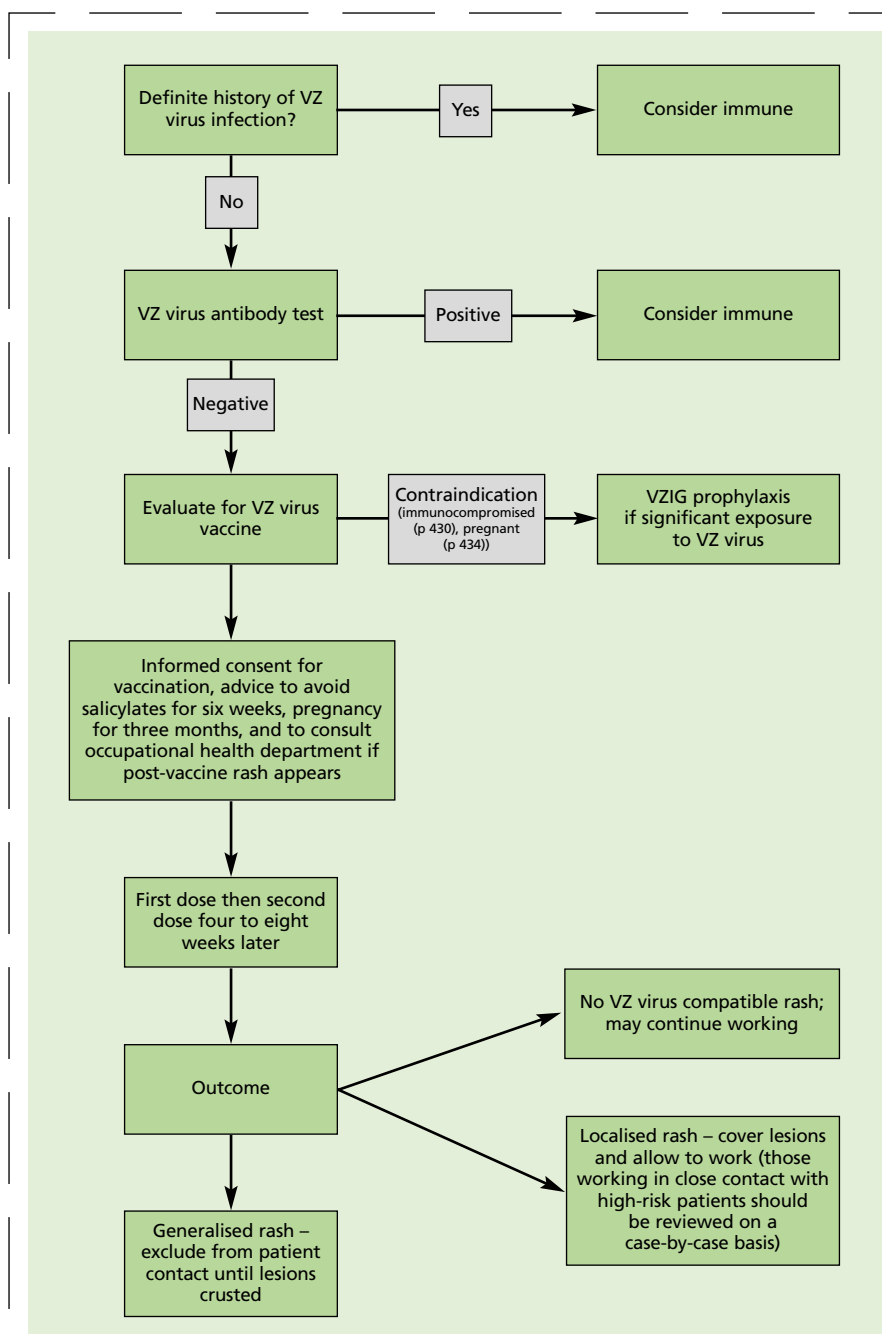 Definite history of VZ
virus infection?
Yes
Consider immune
No
VZ virus antibody test
Positive
Consider immune
Negative
Evaluate for VZ virus
vaccine
Contraindication
(immunocompromised
(p 430), pregnant
(p 434))
VZIG prophylaxis
if significant exposure
to VZ virus
Informed consent for
vaccination, advice to avoid
salicylates for six weeks, pregnancy
for three months, and to consult
occupational health department if
post-vaccine rash appears
First dose then second
dose four to eight
weeks later
No VZ virus compatible rash;
may continue working
Outcome
Localised rash – cover lesions
and allow to work (those
working in close contact with
high-risk patients should
be reviewed on a
case-by-case basis)
Generalised rash –
exclude from patient
contact until lesions
crusted